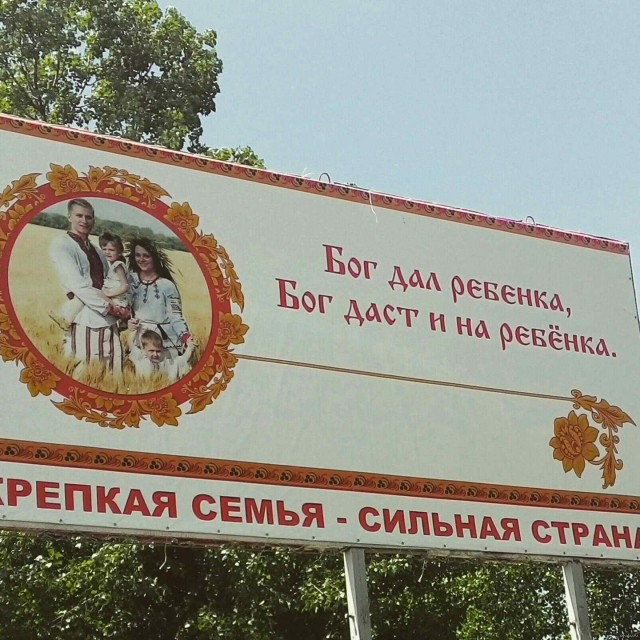 Бог дал ребенка,
Бог даст и на ребёнка.
КРЕПКАЯ СЕМЬЯ - СИЛЬНАЯ СТРАНА